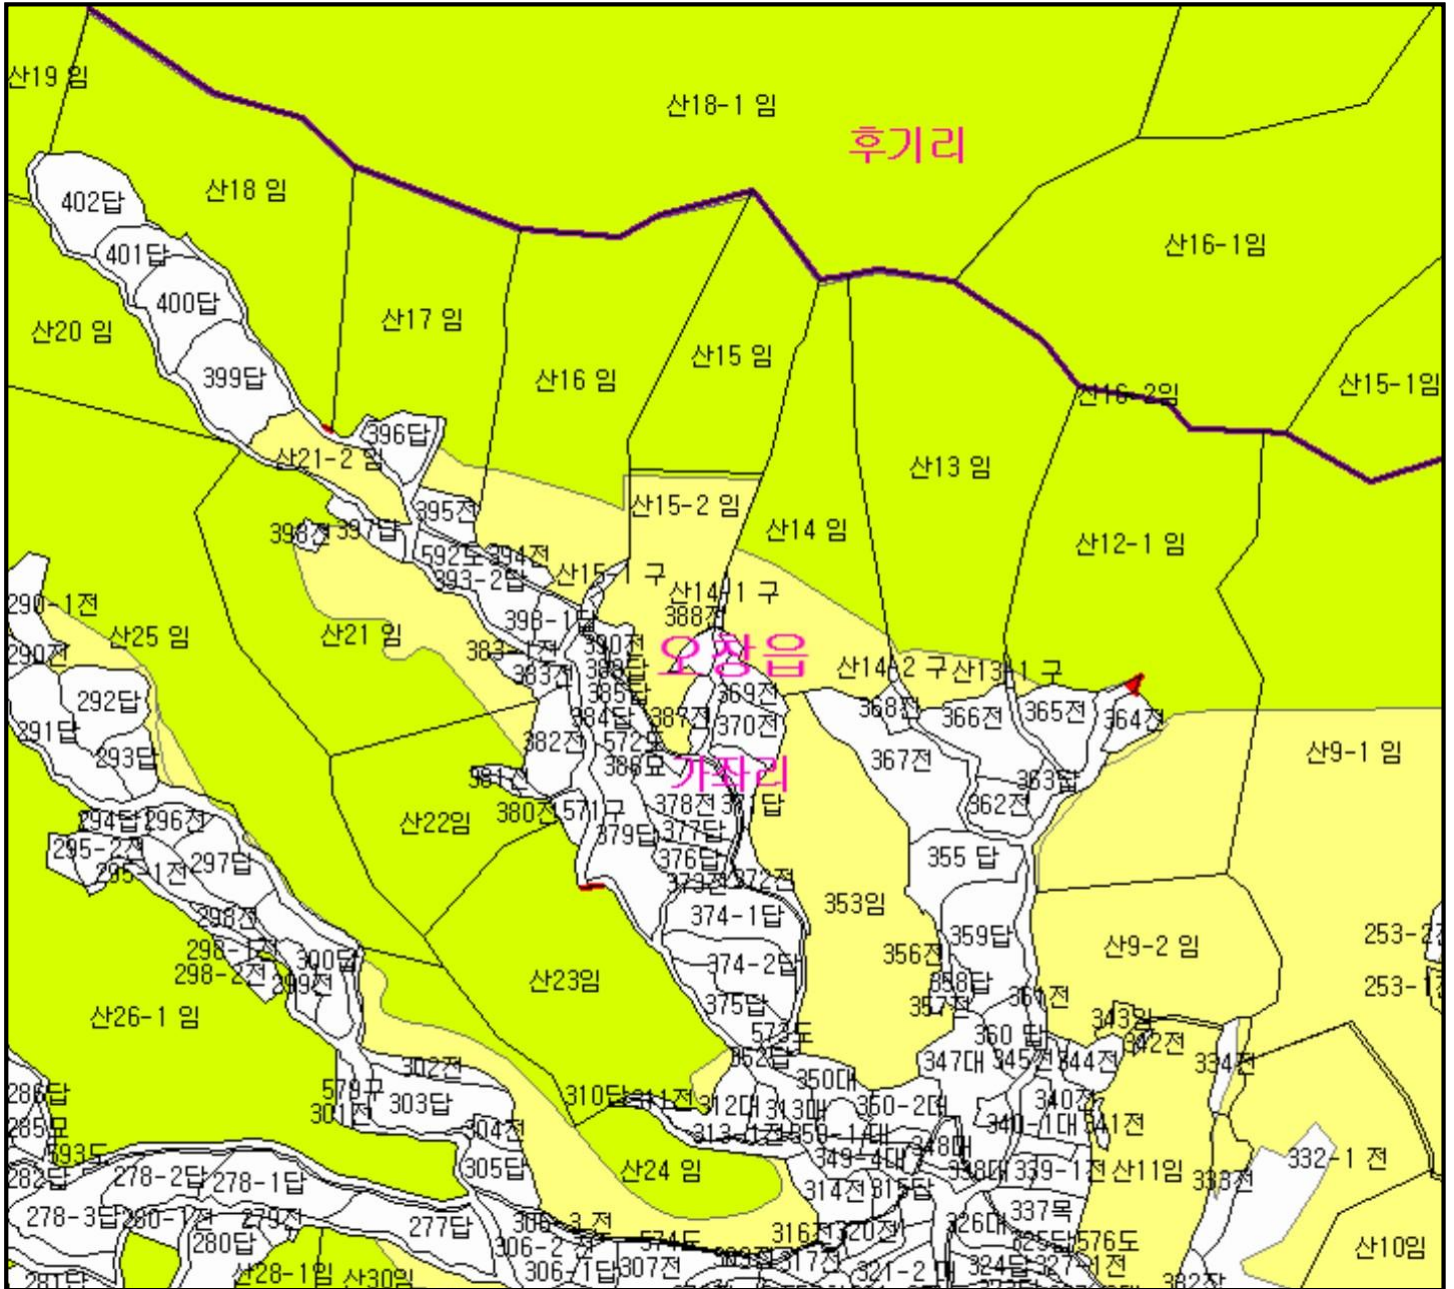 산19 임
산18-1 임
후기리
402답
산18 임
401답
산16-1임
400답
산20 임
산17 임
399답
산16 임
산15 임
산16-2임
산15-1임
396답
산21-2 임
산13 임
395전
산15-2 임
산14 임
398전
397답
592도
394전
393-2답
산15-1 구
산14-1 구
산12-1 임
290-1전
290전
산25 임
산21 임
388전
383-1전
383전
오창읍
산14-2 구
산13-1 구
292답
291답
293답
385답
384답
387전
369전
370전
368전
366전
365전
364전
산9-1 임
382전
572도
386묘
가좌리
367전
381전
380전
571구
363답
362전
산22임
379답
378전
377답
376답
294답
296전
295-2전
295-1전
297답
355 답
373전
372전
298전
353임
374-1답
359답
산9-2 임
298-1전
298-2전
300답
299전
356전
374-2답
358답
357전
산23임
375답
361전
산26-1 임
573도
360 답
343임
342전
352답
347대
345전
344전
334전
302전
350대
286답
579구
301전
303답
310답
311전
312대
313대
350-2대
340전
285묘
304전
313-1전
350-1대
340-1대
341전
593도
305답
348대
349-4대
338대
339-1전
282답
278-2답
278-1답
산24 임
314전
315답
산11임
333전
332-1 전
278-3답
280-1전
279전
277답
306-3 전
316전
320전
326대
337목
280답
306-2 전
574도
325답
576도
산10임
281답
산28-1임
산30임
306-1답
307전
317전
321-2 대
324답
327-1전